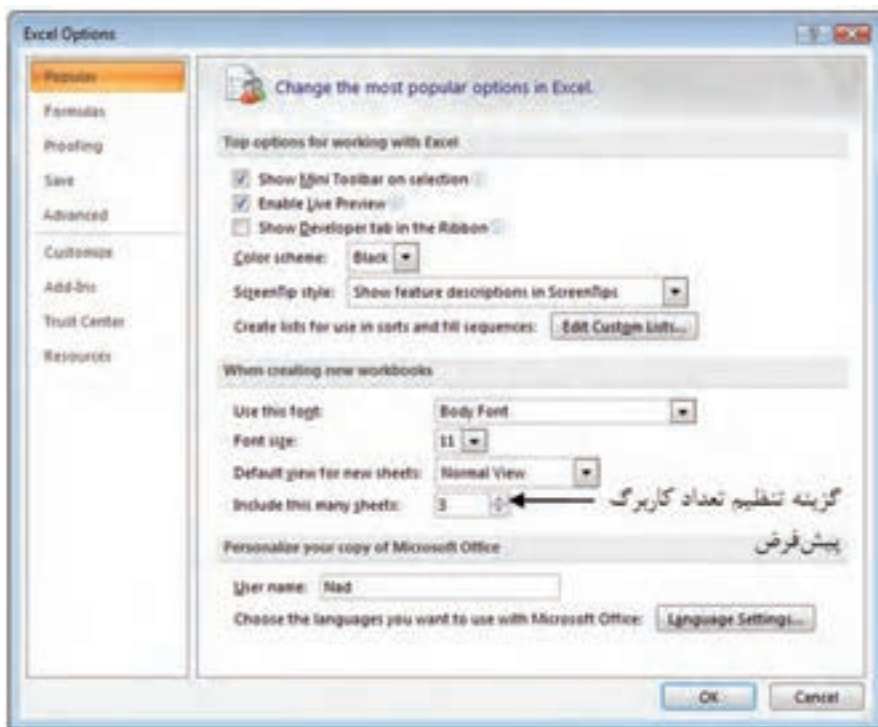 Excel Options
Popular
Formulas
Proofing
Save
Advanced
Customize
Add-Ins
Trust Center
Resources
Change the most popular options in Excel.
Top options for working with Excel
Show Mini Toolbar on selection
Enable Live Preview
Show Developer tab in the Ribbon
Color scheme: Black
ScreenTip style: Show feature descriptions in ScreenTips
Create lists for use in sorts and fill sequences: Edit Custom Lists...
When creating new workbooks
Use this font: Body Font
Font size: 11
Default view for new sheets: Normal View
Include this many sheets: 3
گزینه تنظیم تعداد کاربرگ
پیش‌فرض
Personalize your copy of Microsoft Office
User name: Nad
Choose the languages you want to use with Microsoft Office: Language Settings...
OK Cancel